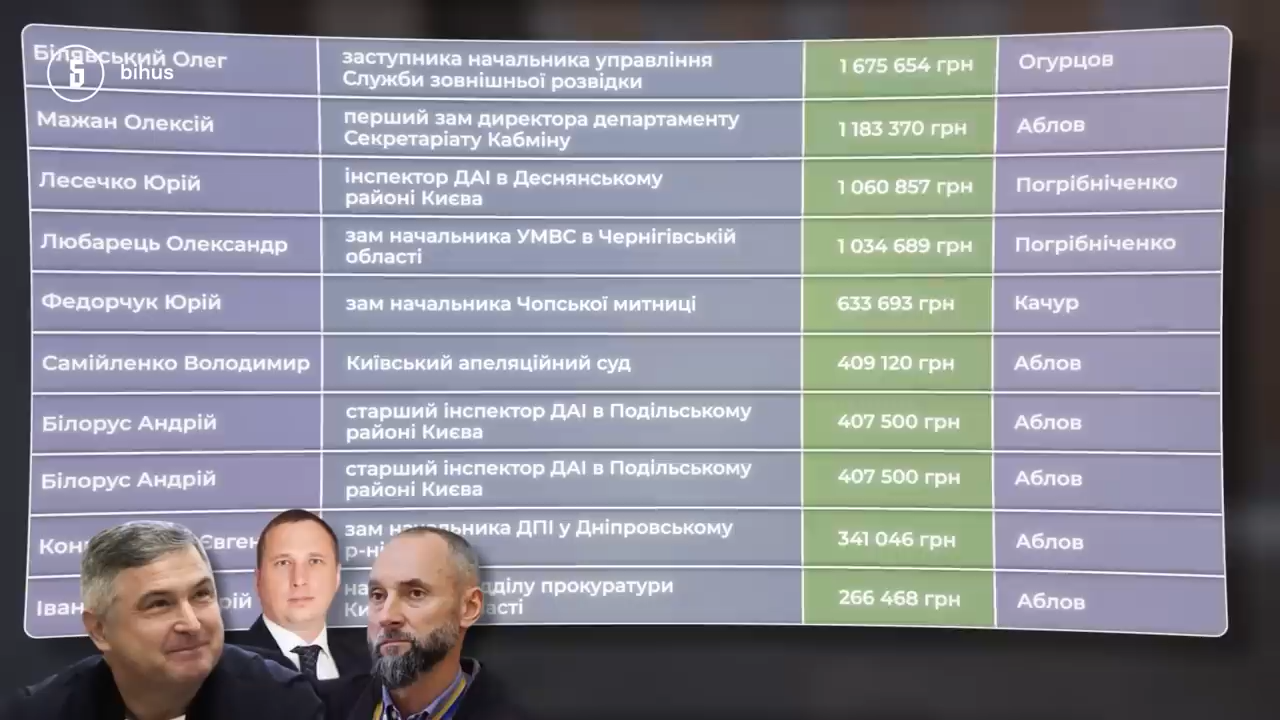 Білявський Олег
bihus
заступника начальника управління
Служби зовнішньої розвідки
1 675 654 грн
Огурцов
Мажан Олексій
перший зам директора департаменту
Секретаріату Кабміну
1 183 370 грн
Аблов
Лесечко Юрій
інспектор ДАІ в Деснянському
районі Києва
1 060 857 грн
Погрібніченко
Любарець Олександр
зам начальника УМВС в Чернігівській
області
1 034 689 грн
Погрібніченко
Федорчук Юрій
зам начальника Чопської митниці
633 693 грн
Качур
Самійленко Володимир
Київський апеляційний суд
409 120 грн
Аблов
Білорус Андрій
старший інспектор ДАІ в Подільському
районі Києва
407 500 грн
Аблов
Білорус Андрій
старший інспектор ДАІ в Подільському
районі Києва
407 500 грн
Аблов
зам начальника ДПІ у Дніпровському
341 046 грн
Аблов
прокуратури
266 468 грн
Аблов